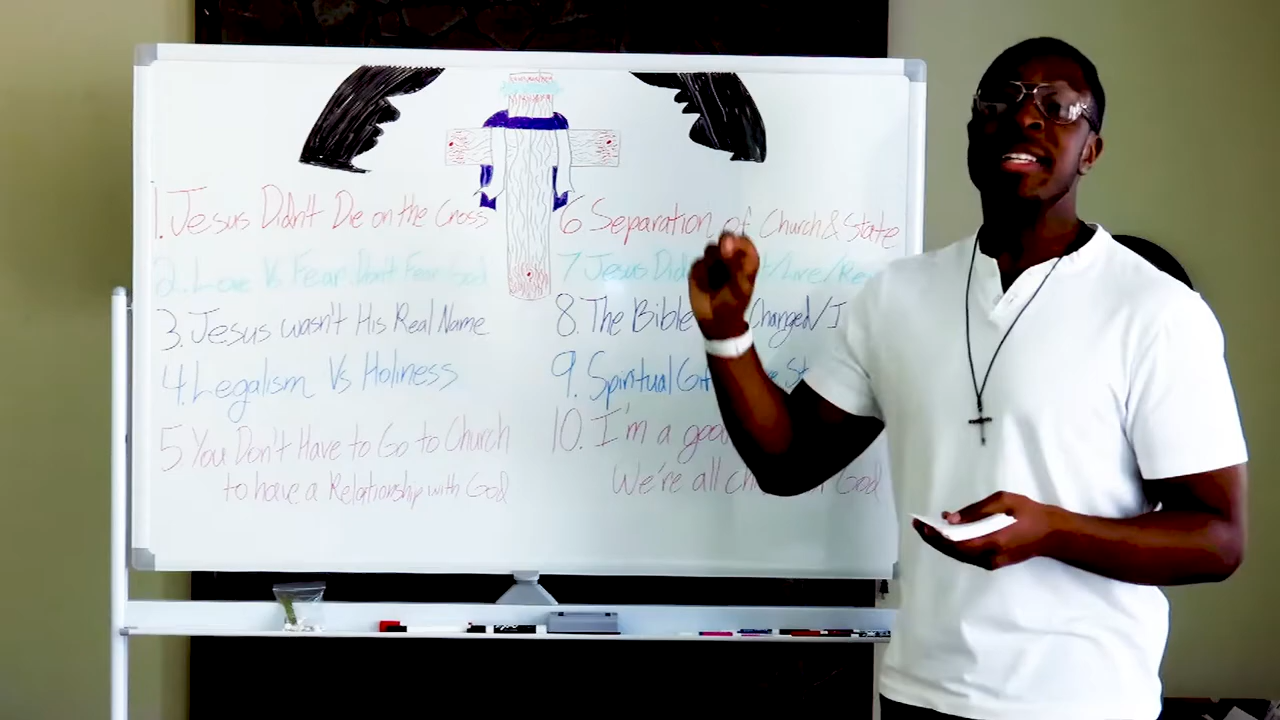 1. Jesus Didn't Die on the Cross
2. Love Vs Fear Don't Fear God
3. Jesus wasn't His Real Name
4. Legalism Vs Holiness
5 You Don't Have to Go to Church
to have a Relationship with God
6 Separation of Church & State
7 Jesus
8. The Bible Changed/I
9. Spiritual
10. I'm a
We're all God